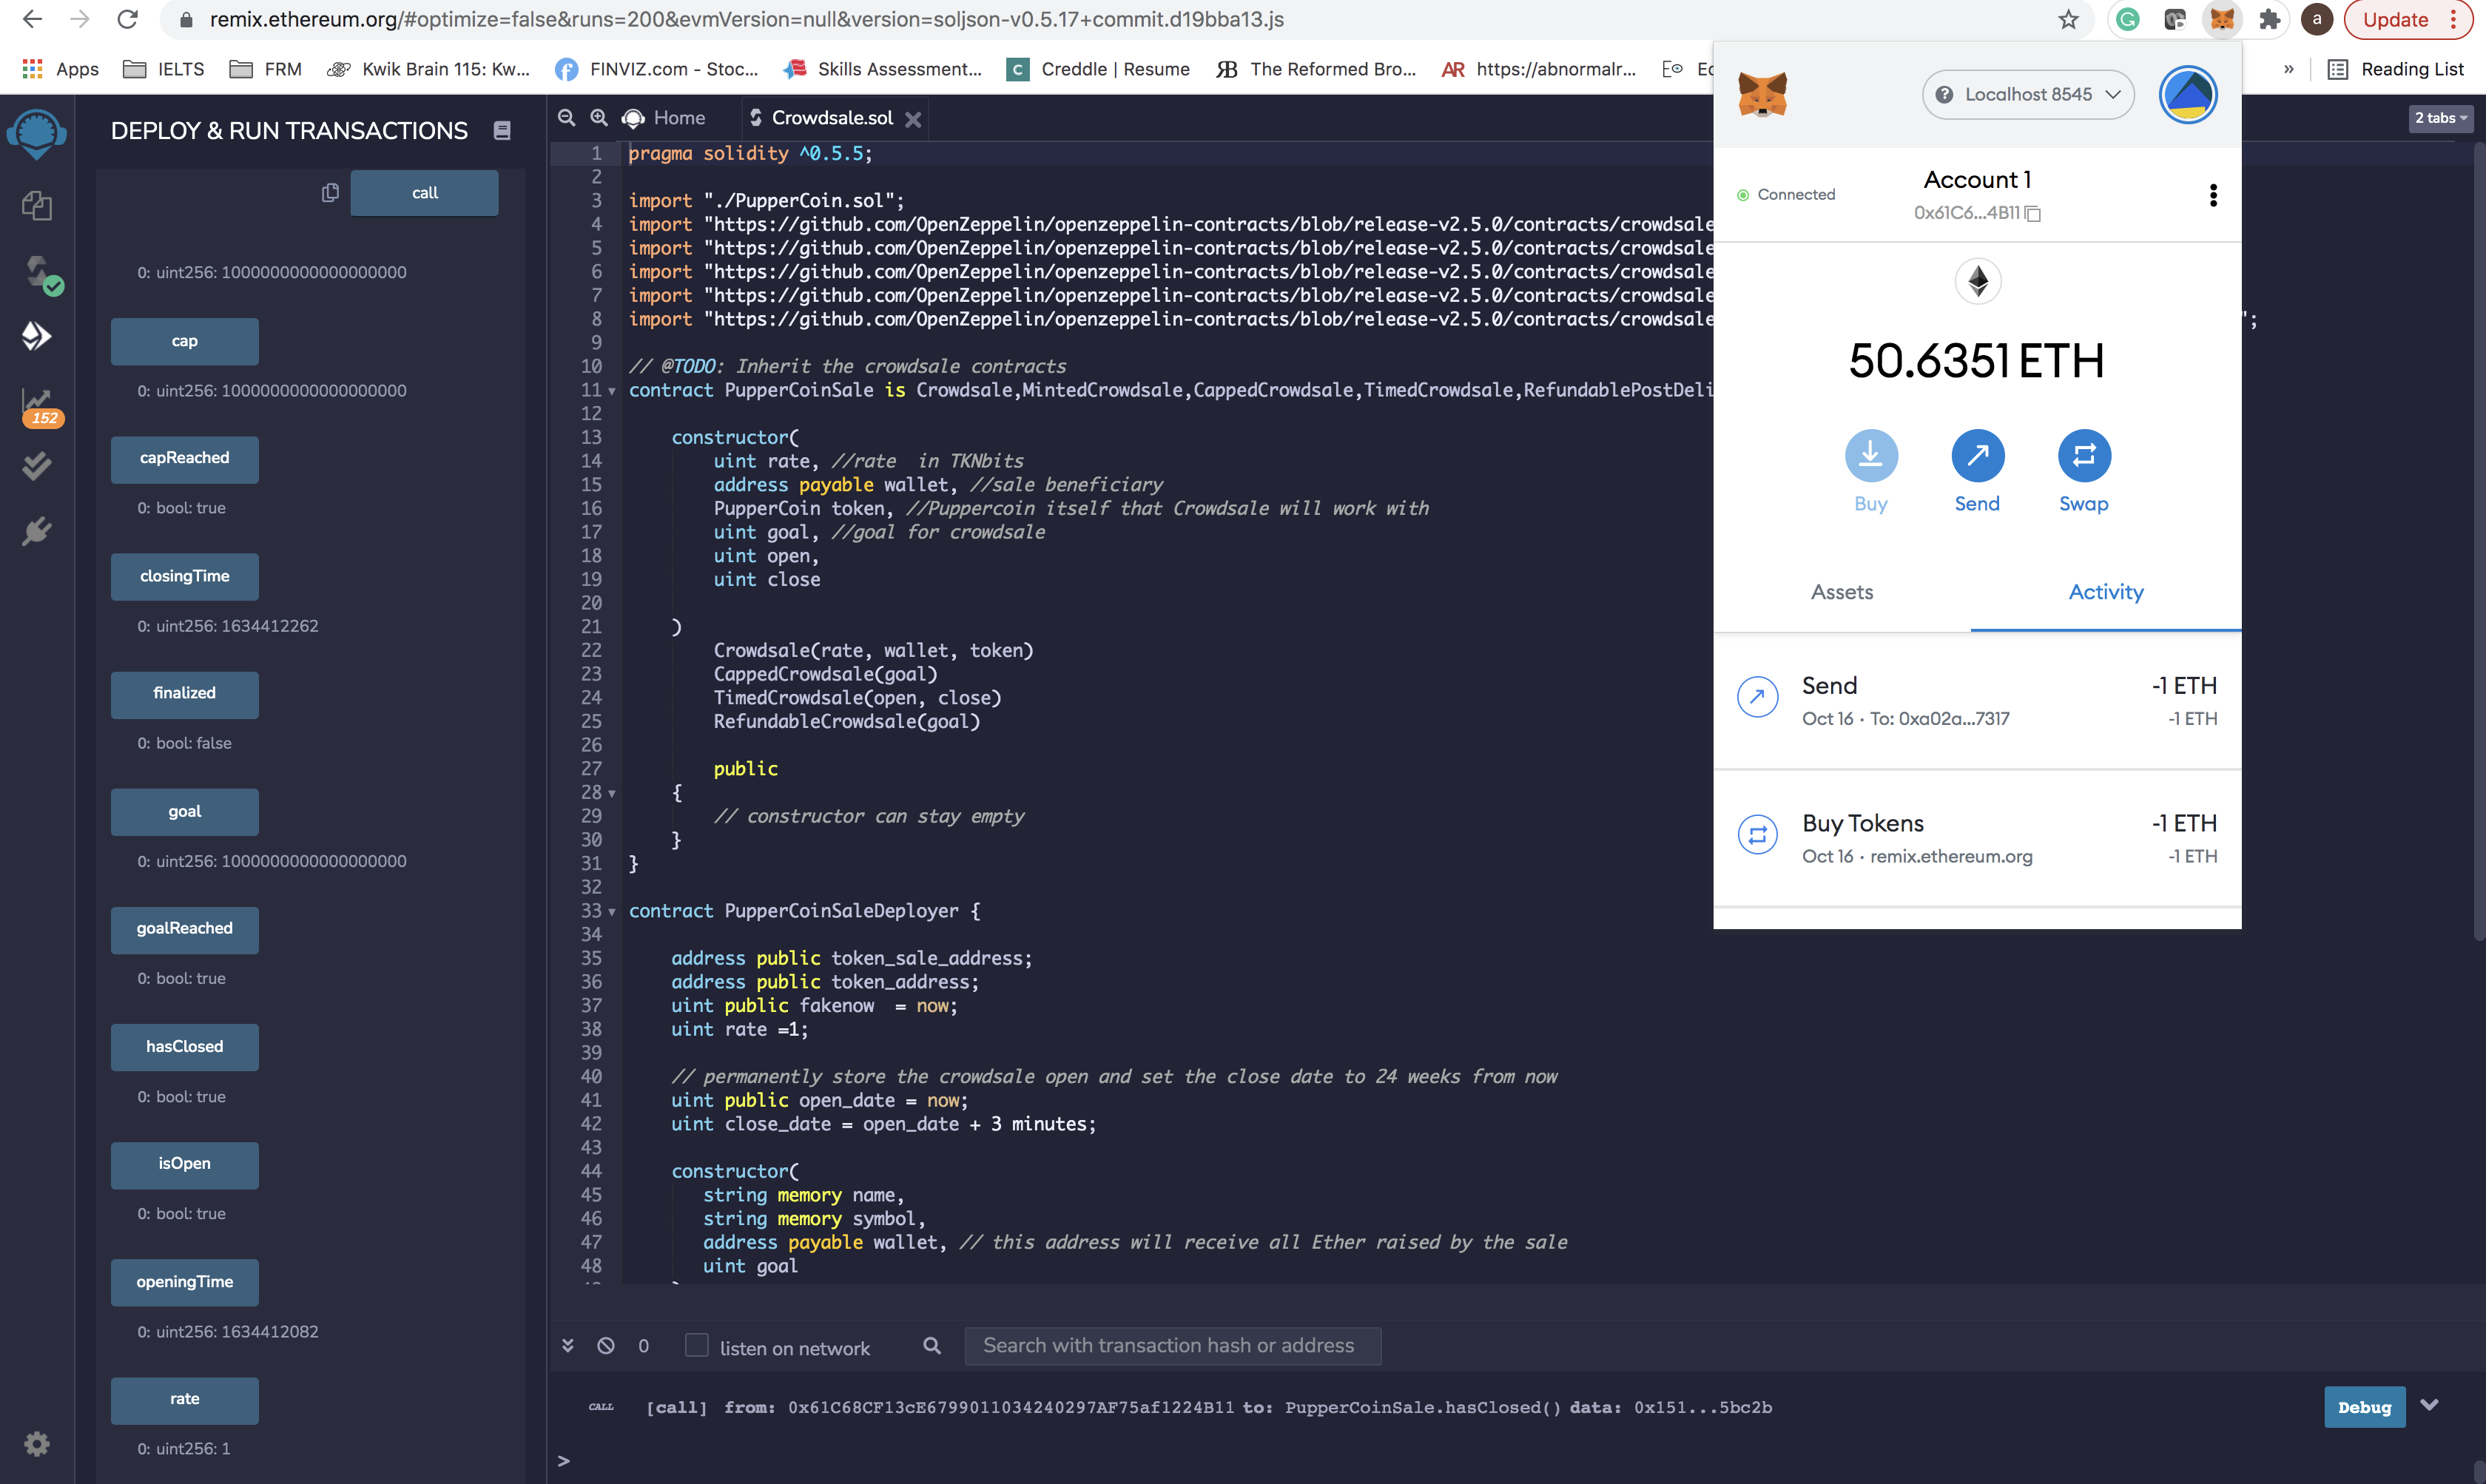 remix.ethereum.org/#optimize=false&runs=200&evmVersion=null&version=soljson-v0.5.17+commit.d19bba13.js
a
Update
Apps
IELTS
FRM
Kwik Brain 115: Kw...
FINVIZ.com - Stoc...
Skills Assessment...
Creddle | Resume
The Reformed Bro...
https://abnormalr...
»
Reading List
DEPLOY & RUN TRANSACTIONS
call
0: uint256: 1000000000000000000
cap
0: uint256: 1000000000000000000
capReached
0: bool: true
closingTime
0: uint256: 1634412262
finalized
0: bool: false
goal
0: uint256: 1000000000000000000
goalReached
0: bool: true
hasClosed
0: bool: true
isOpen
0: bool: true
openingTime
0: uint256: 1634412082
rate
0: uint256: 1
152
Home
Crowdsale.sol
2 tabs
1 pragma solidity ^0.5.5;
2
3 import "./PupperCoin.sol";
4 import "https://github.com/OpenZeppelin/openzeppelin-contracts/blob/release-v2.5.0/contracts/crowdsale
5 import "https://github.com/OpenZeppelin/openzeppelin-contracts/blob/release-v2.5.0/contracts/crowdsale
6 import "https://github.com/OpenZeppelin/openzeppelin-contracts/blob/release-v2.5.0/contracts/crowdsale
7 import "https://github.com/OpenZeppelin/openzeppelin-contracts/blob/release-v2.5.0/contracts/crowdsale
8 import "https://github.com/OpenZeppelin/openzeppelin-contracts/blob/release-v2.5.0/contracts/crowdsale ";
9
10 // @TODO: Inherit the crowdsale contracts
11 contract PupperCoinSale is Crowdsale,MintedCrowdsale,CappedCrowdsale,TimedCrowdsale,RefundablePostDeli
12
13 constructor(
14 uint rate, //rate  in TKNbits
15 address payable wallet, //sale beneficiary
16 PupperCoin token, //Puppercoin itself that Crowdsale will work with
17 uint goal, //goal for crowdsale
18 uint open,
19 uint close
20
21 )
22 Crowdsale(rate, wallet, token)
23 CappedCrowdsale(goal)
24 TimedCrowdsale(open, close)
25 RefundableCrowdsale(goal)
26
27 public
28 {
29 // constructor can stay empty
30 }
31 }
32
33 contract PupperCoinSaleDeployer {
34
35 address public token_sale_address;
36 address public token_address;
37 uint public fakenow  = now;
38 uint rate =1;
39
40 // permanently store the crowdsale open and set the close date to 24 weeks from now
41 uint public open_date = now;
42 uint close_date = open_date + 3 minutes;
43
44 constructor(
45 string memory name,
46 string memory symbol,
47 address payable wallet, // this address will receive all Ether raised by the sale
48 uint goal
Localhost 8545
Connected
Account 1
0x61C6...4B11
50.6351 ETH
Buy
Send
Swap
Assets
Activity
Send
-1 ETH
Oct 16 · To: 0xa02a...7317
-1 ETH
Buy Tokens
-1 ETH
Oct 16 · remix.ethereum.org
-1 ETH
0
listen on network
Search with transaction hash or address
CALL
[call] from: 0x61C68CF13cE6799011034240297AF75af1224B11 to: PupperCoinSale.hasClosed() data: 0x151...5bc2b
Debug
>